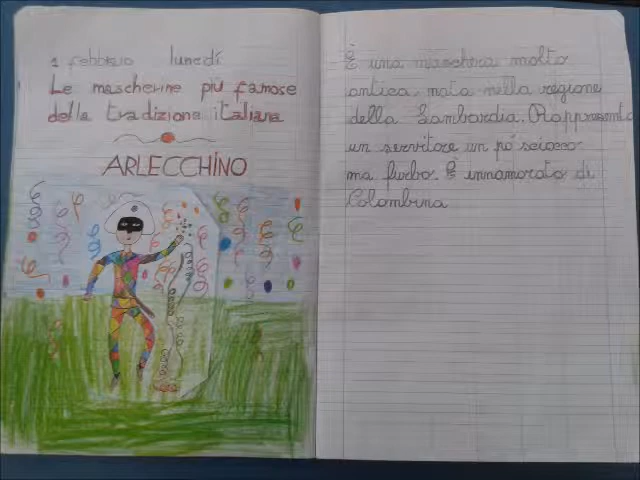 1 febbraio lunedì
Le mascherine più famose
della tradizione italiana
ARLECCHINO
È una maschera molto
antica nata nella regione
della Lombardia. Rappresenta
un servitore un pò sciocco
ma furbo. È innamorato di
Colombina